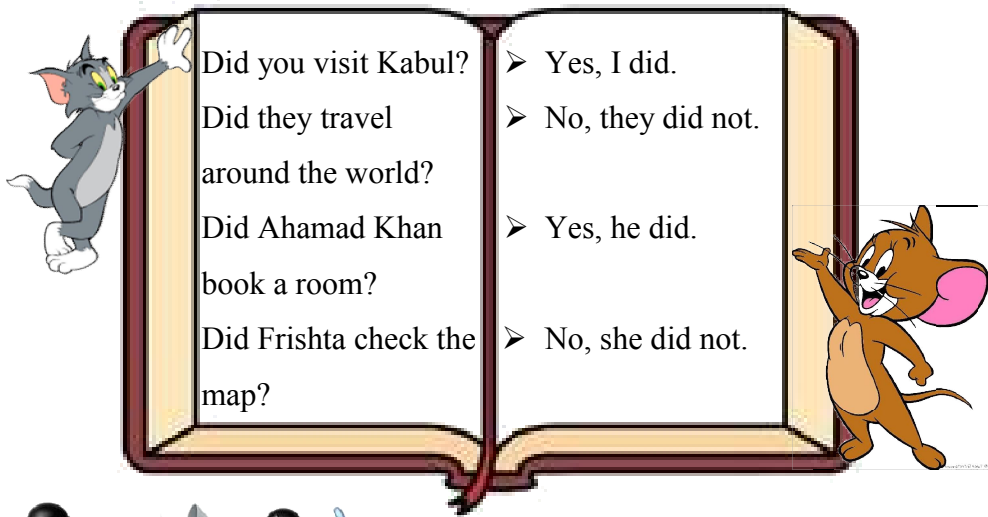 Did you visit Kabul? ➢ Yes, I did.
Did they travel ➢ No, they did not.
around the world?
Did Ahamad Khan ➢ Yes, he did.
book a room?
Did Frishta check the ➢ No, she did not.
map?